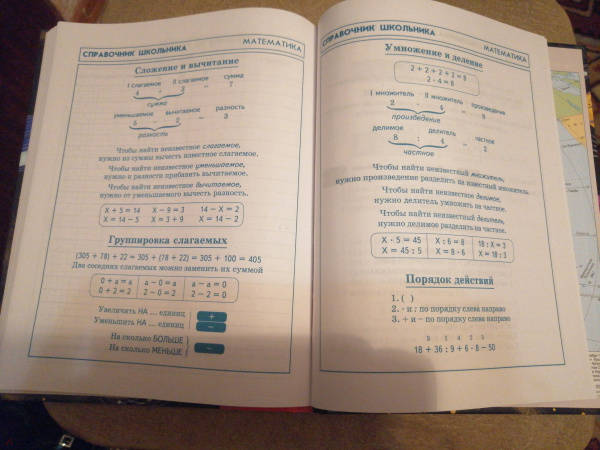 СПРАВОЧНИК ШКОЛЬНИКА МАТЕМАТИКА
Сложение и вычитание
I слагаемое II слагаемое сумма
4 + 3 = 7
сумма
уменьшаемое вычитаемое разность
5 - 2 = 3
разность
Чтобы найти неизвестное слагаемое,
нужно из суммы вычесть известное слагаемое.
Чтобы найти неизвестное уменьшаемое,
нужно к разности прибавить вычитаемое.
Чтобы найти неизвестное вычитаемое,
нужно от уменьшаемого вычесть разность.
X + 5 = 14 X − 9 = 3 14 − X = 2
X = 14 − 5 X = 3 + 9 X = 14 − 2
Группировка слагаемых
(305 + 78) + 22 = 305 + (78 + 22) = 305 + 100 = 405
Два соседних слагаемых можно заменить их суммой
0 + a = a a − 0 = a a − a = 0
0 + 2 = 2 2 − 0 = 2 2 − 2 = 0
Увеличить НА ... единиц +
Уменьшить НА ... единиц −
На сколько БОЛЬШЕ
На сколько МЕНЬШЕ −
СПРАВОЧНИК ШКОЛЬНИКА МАТЕМАТИКА
Умножение и деление
2 + 2 + 2 + 2 = 8
2 · 4 = 8
I множитель II множитель произведение
2 · 4 = 8
произведение
делимое делитель частное
8 : 4 = 2
частное
Чтобы найти неизвестный множитель,
нужно произведение разделить на известный множитель.
Чтобы найти неизвестное делимое,
нужно делитель умножить на частное.
Чтобы найти неизвестный делитель,
нужно делимое разделить на частное.
X · 5 = 45 X : 6 = 8 18 : X = 3
X = 45 : 5 X = 8 · 6 X = 18 : 3
Порядок действий
1. ( )
2. · и : по порядку слева направо
3. + и − по порядку слева направо
3 1 4 2 5
18 + 36 : 9 + 6 · 8 − 50